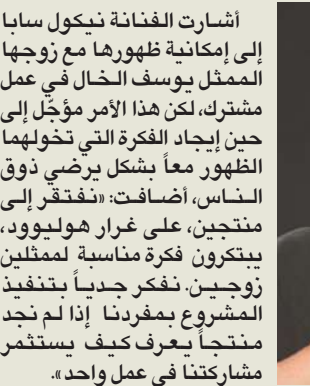 أشارت الفنانة نيكول سابا
إلى إمكانية ظهورها مع زوجها
الممثل يوسف الخال في عمل
مشترك، لكن هذا الأمر مؤجّل إلى
حين إيجاد الفكرة التي تخولهما
الظهور معاً بشكل يرضي ذوق
الناس، أضافت: «نفتقر إلى
منتجين، على غرار هوليوود،
يبتكرون فكرة مناسبة لممثلين
زوجين. نفكر جدياً بتنفيذ
المشروع بمفردنا إذا لم نجد
منتجاً يعرف كيف يستثمر
مشاركتنا في عمل واحد».